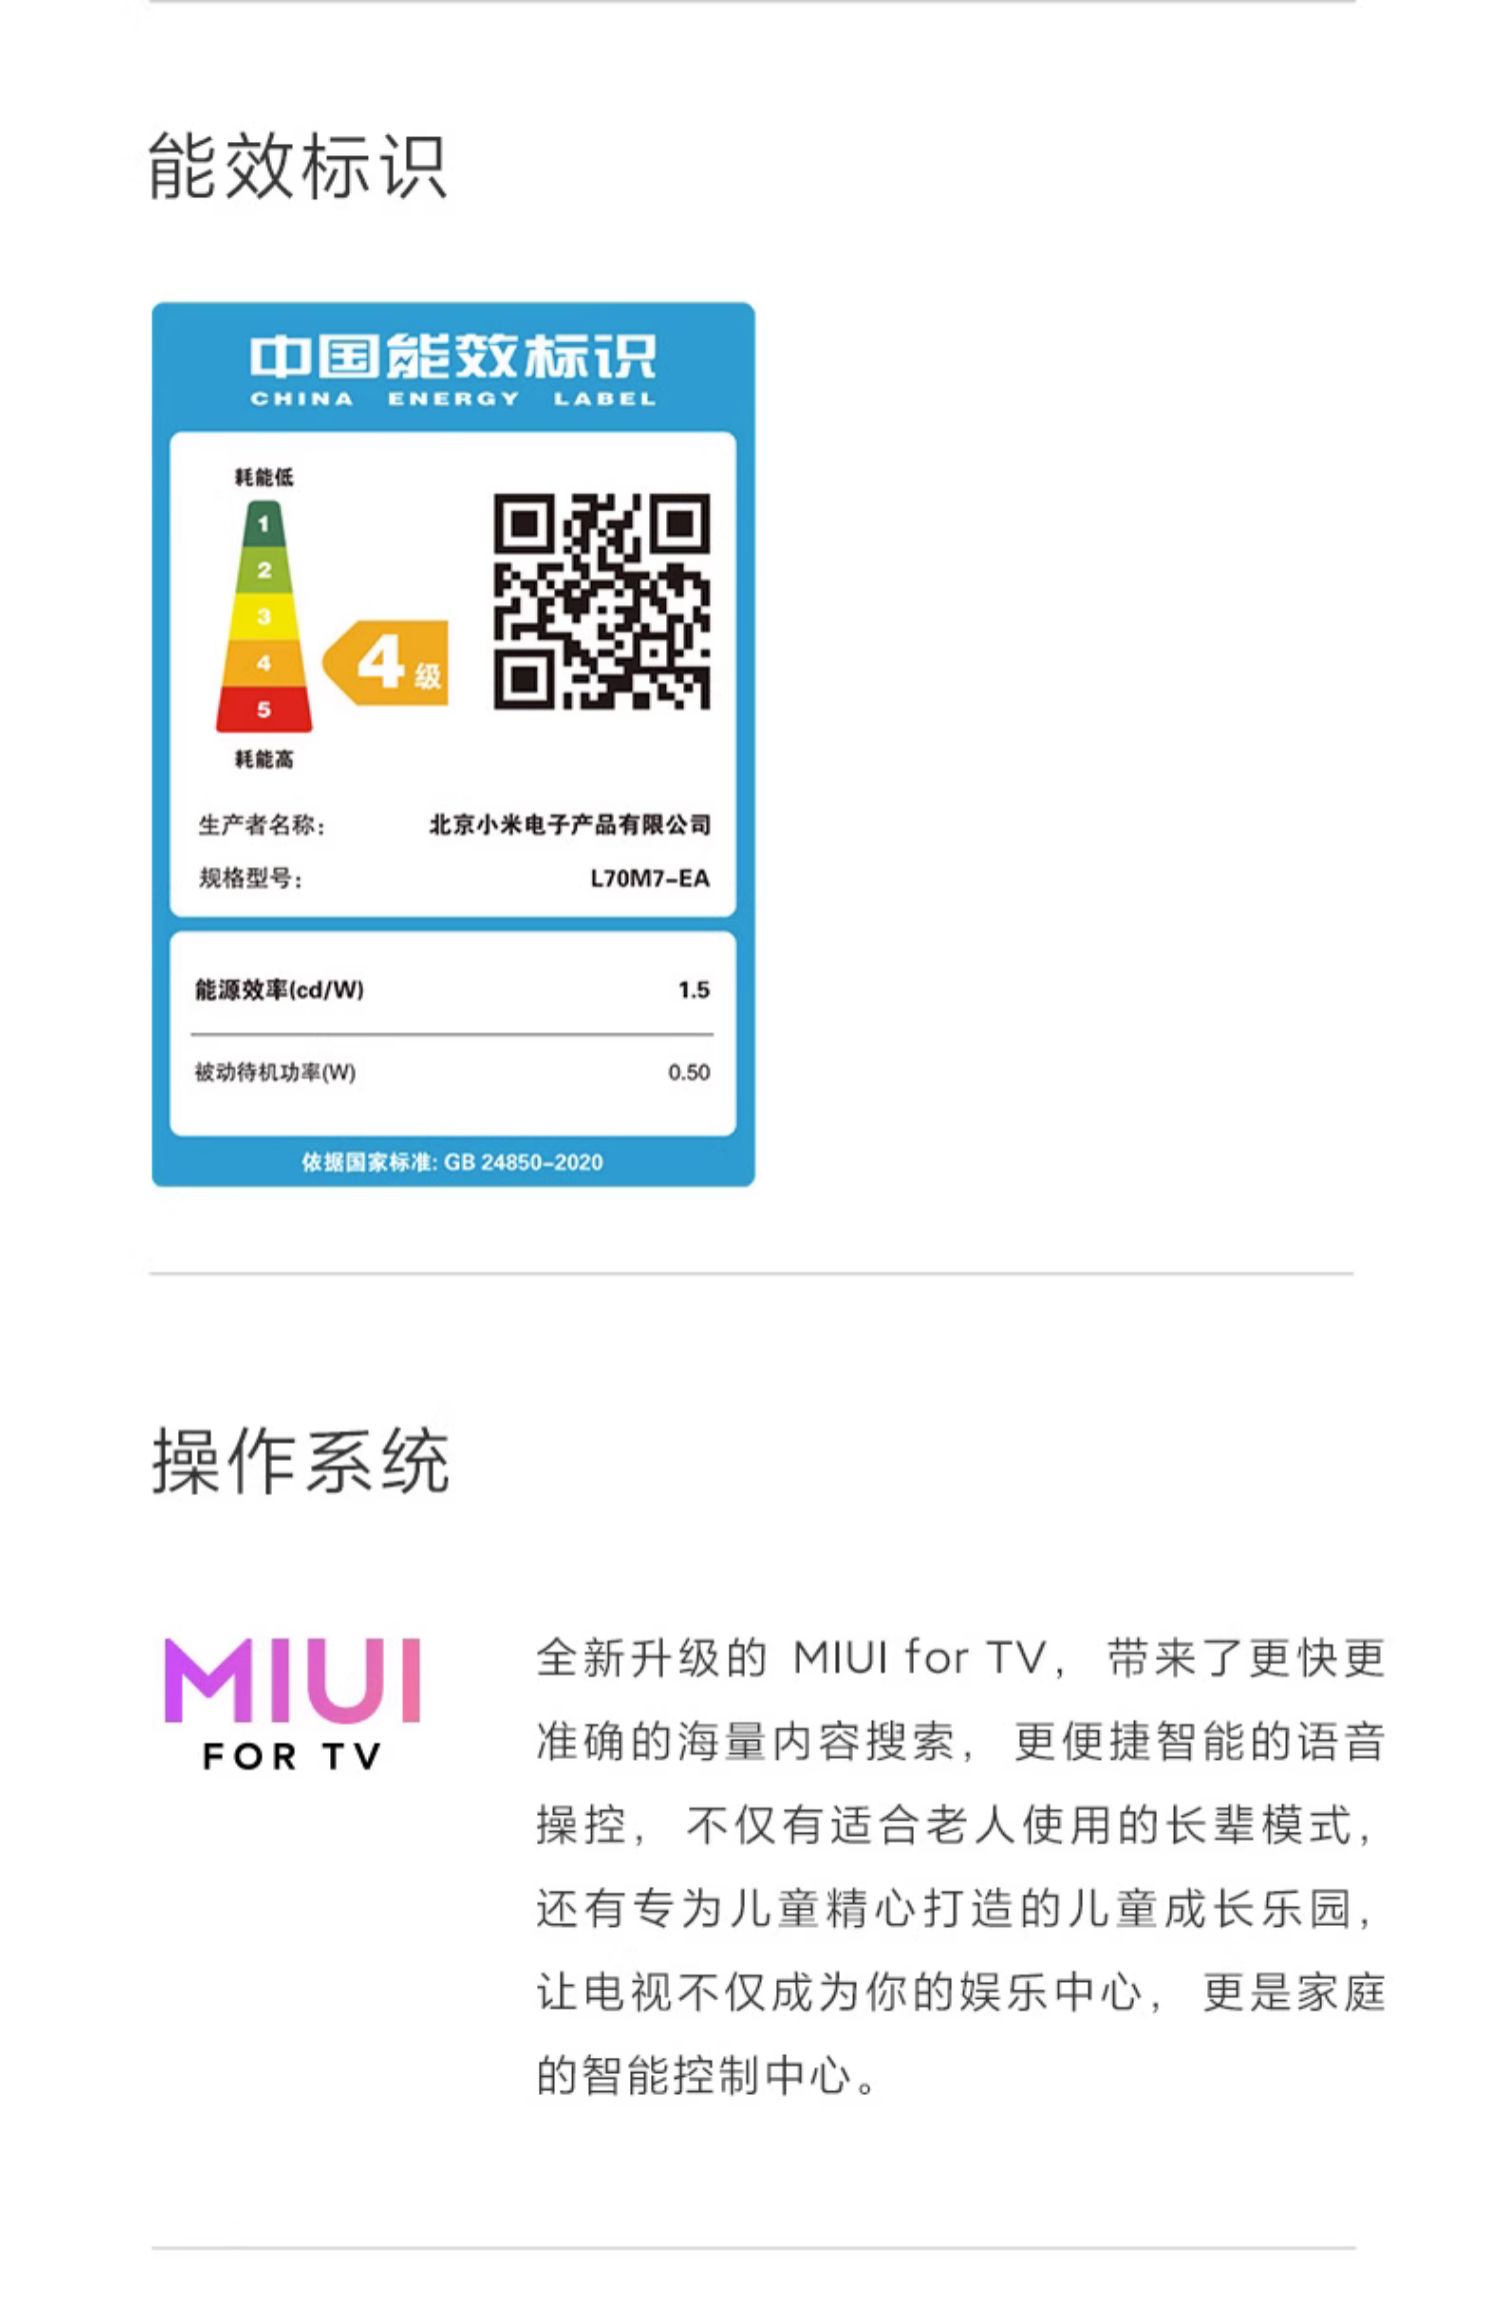 能效标识
中国能效标识
CHINA ENERGY LABEL
耗能低
1
2
3
4
5
4级
耗能高
生产者名称： 北京小米电子产品有限公司
规格型号： L70M7-EA
能源效率(cd/W) 1.5
被动待机功率(W) 0.50
依据国家标准: GB 24850-2020
操作系统
MIUI
FOR TV
全新升级的 MIUI for TV，带来了更快更
准确的海量内容搜索，更便捷智能的语音
操控，不仅有适合老人使用的长辈模式，
还有专为儿童精心打造的儿童成长乐园，
让电视不仅成为你的娱乐中心，更是家庭
的智能控制中心。